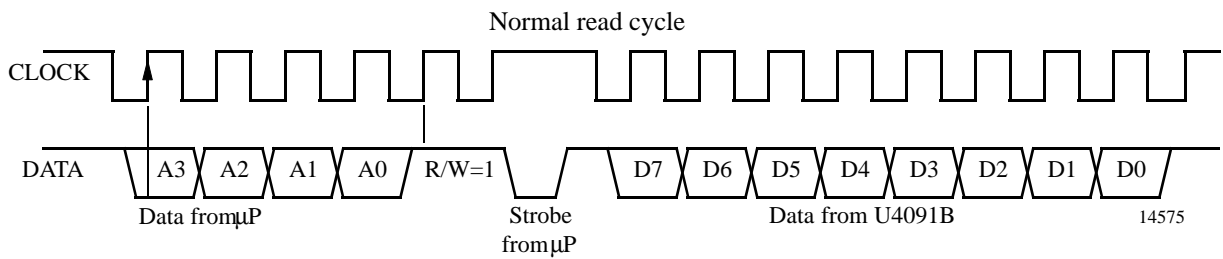 Normal read cycle
CLOCK
DATA
A3 A2 A1 A0 R/W=1 D7 D6 D5 D4 D3 D2 D1 D0
Data fromµP
Strobe
fromµP
Data from U4091B
14575